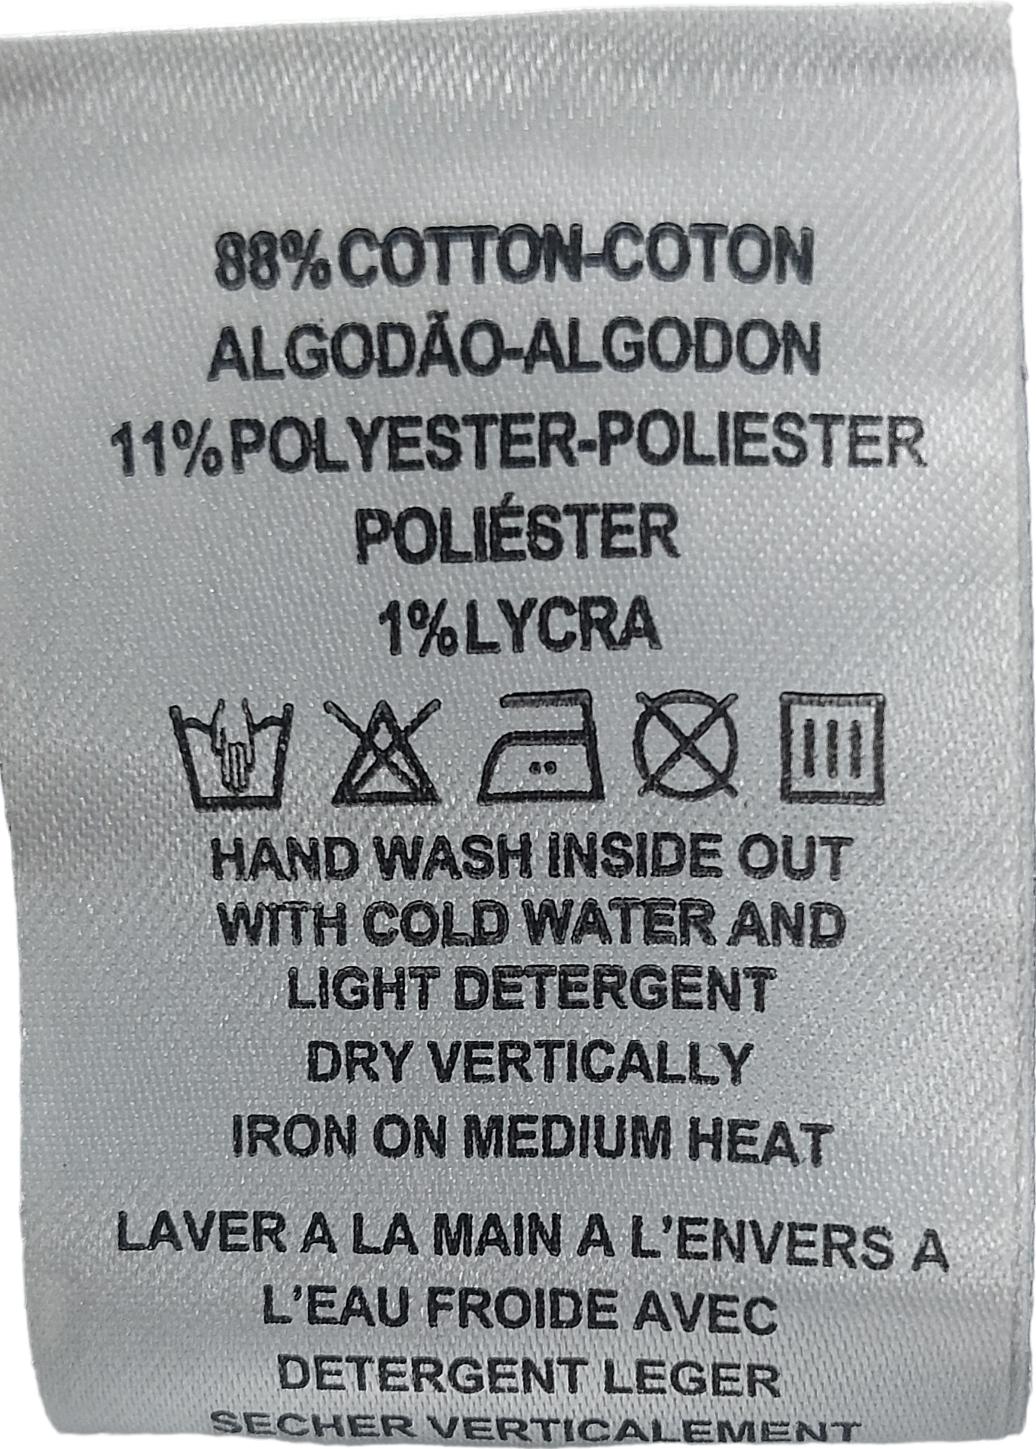 88% COTTON-COTON
ALGODÃO-ALGODON
11% POLYESTER-POLIESTER
POLIÉSTER
1% LYCRA
HAND WASH INSIDE OUT
WITH COLD WATER AND
LIGHT DETERGENT
DRY VERTICALLY
IRON ON MEDIUM HEAT
LAVER A LA MAIN A L'ENVERS A
L'EAU FROIDE AVEC
DETERGENT LEGER
SECHER VERTICALEMENT